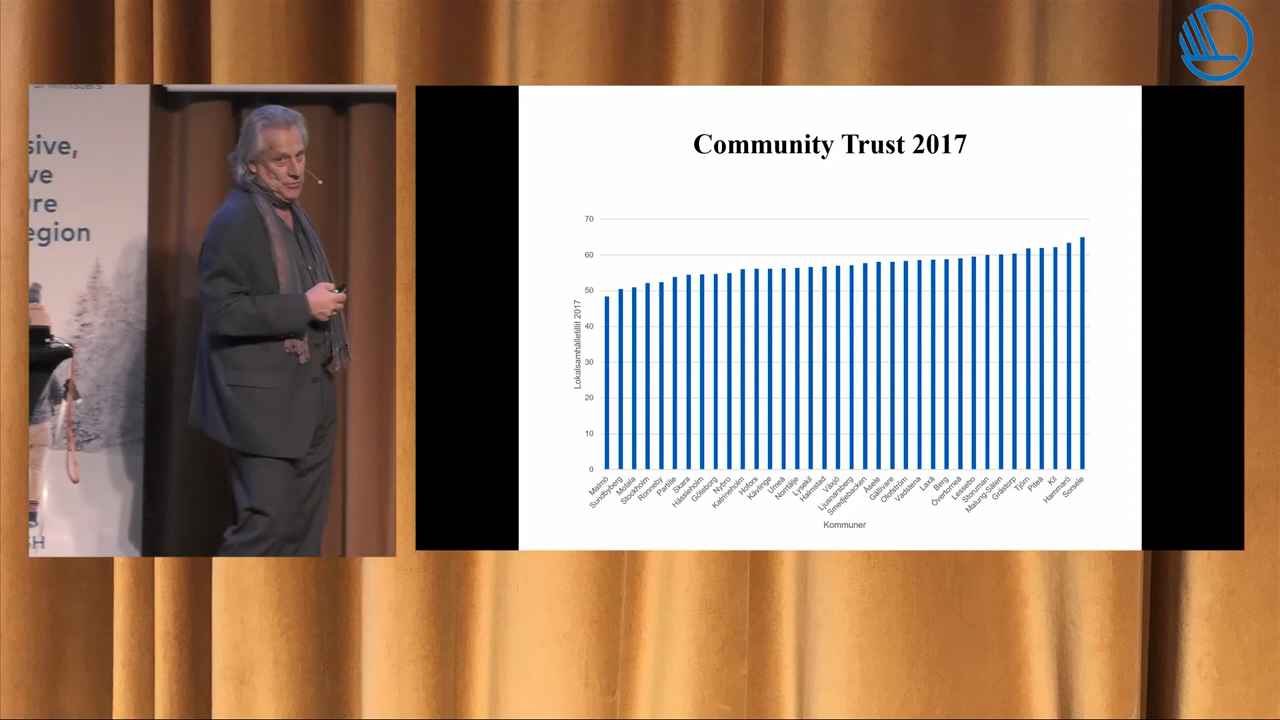 sive,
ve
ure
egion
Community Trust 2017
Lokalsamhälletillit 2017
70
60
50
40
30
20
10
0
Malmö
Sundbyberg
Motala
Stockholm
Ronneby
Partille
Skara
Hässleholm
Göteborg
Nybro
Katrineholm
Hofors
Kävlinge
Umeå
Norrtälje
Lysekil
Halmstad
Växjö
Ljusnarsberg
Smedjebacken
Åsele
Gällivare
Olofström
Vadstena
Laxå
Berg
Övertorneå
Lessebo
Storuman
Malung-Sälen
Grästorp
Tjörn
Piteå
Kil
Hammarö
Sorsele
Kommuner